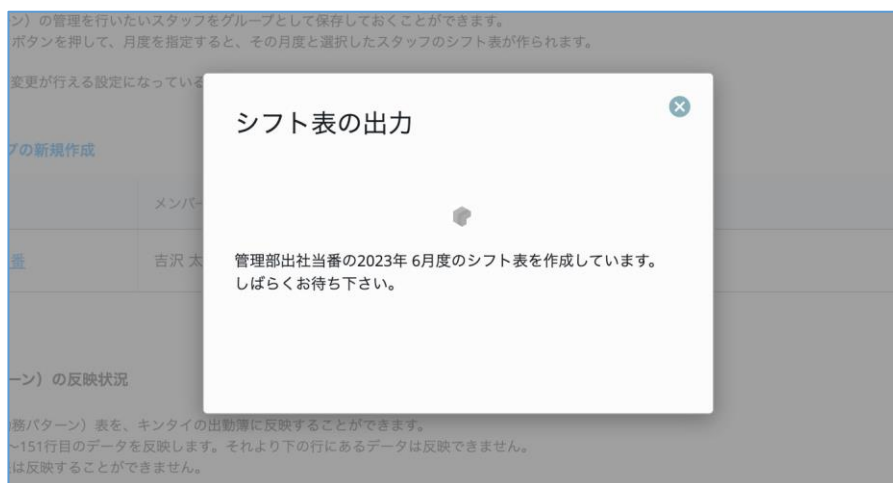 ン）の管理を行いたいスタッフをグループとして保存しておくことができます。
ボタンを押して、月度を指定すると、その月度と選択したスタッフのシフト表が作られます。
変更が行える設定になっている
シフト表の出力
プの新規作成
メンバー
番
吉沢 太
管理部出社当番の2023年 6月度のシフト表を作成しています。
しばらくお待ち下さい。
ーン）の反映状況
務パターン）表を、キンタイの出勤簿に反映することができます。
～151行目のデータを反映します。それより下の行にあるデータは反映できません。
は反映することができません。